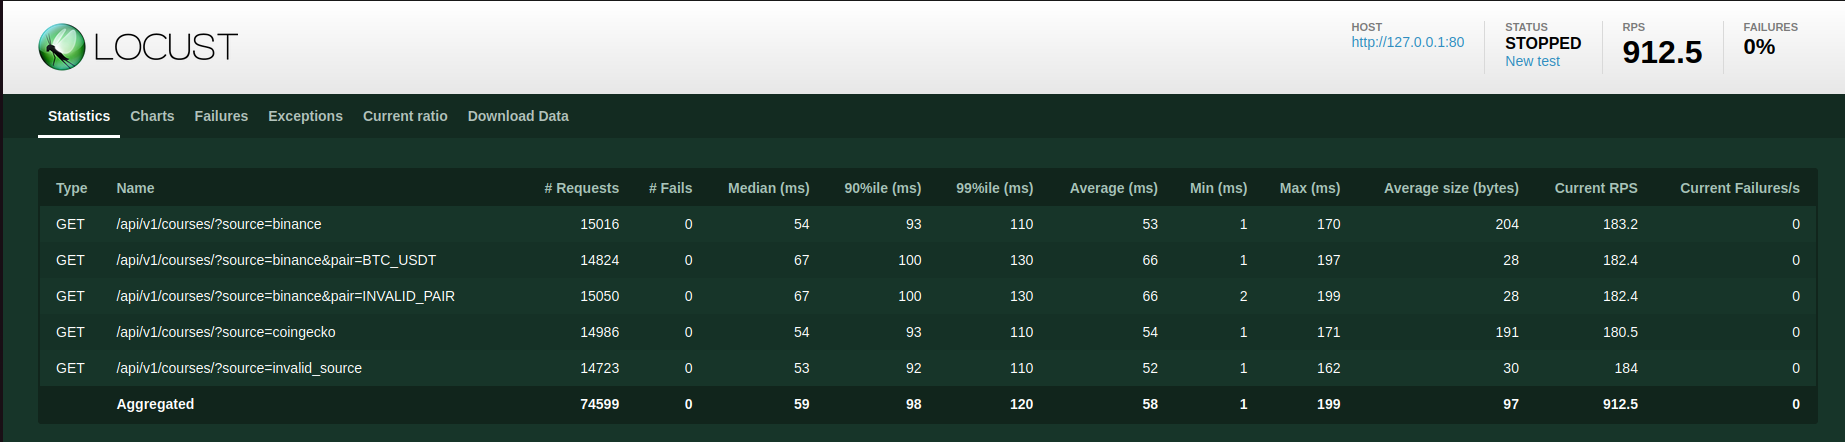 LOCUST
HOST
http://127.0.0.1:80
STATUS
STOPPED
New test
RPS
912.5
FAILURES
0%
Statistics Charts Failures Exceptions Current ratio Download Data
Type Name # Requests # Fails Median (ms) 90%ile (ms) 99%ile (ms) Average (ms) Min (ms) Max (ms) Average size (bytes) Current RPS Current Failures/s
GET /api/v1/courses/?source=binance 15016 0 54 93 110 53 1 170 204 183.2 0
GET /api/v1/courses/?source=binance&pair=BTC_USDT 14824 0 67 100 130 66 1 197 28 182.4 0
GET /api/v1/courses/?source=binance&pair=INVALID_PAIR 15050 0 67 100 130 66 2 199 28 182.4 0
GET /api/v1/courses/?source=coingecko 14986 0 54 93 110 54 1 171 191 180.5 0
GET /api/v1/courses/?source=invalid_source 14723 0 53 92 110 52 1 162 30 184 0
Aggregated 74599 0 59 98 120 58 1 199 97 912.5 0